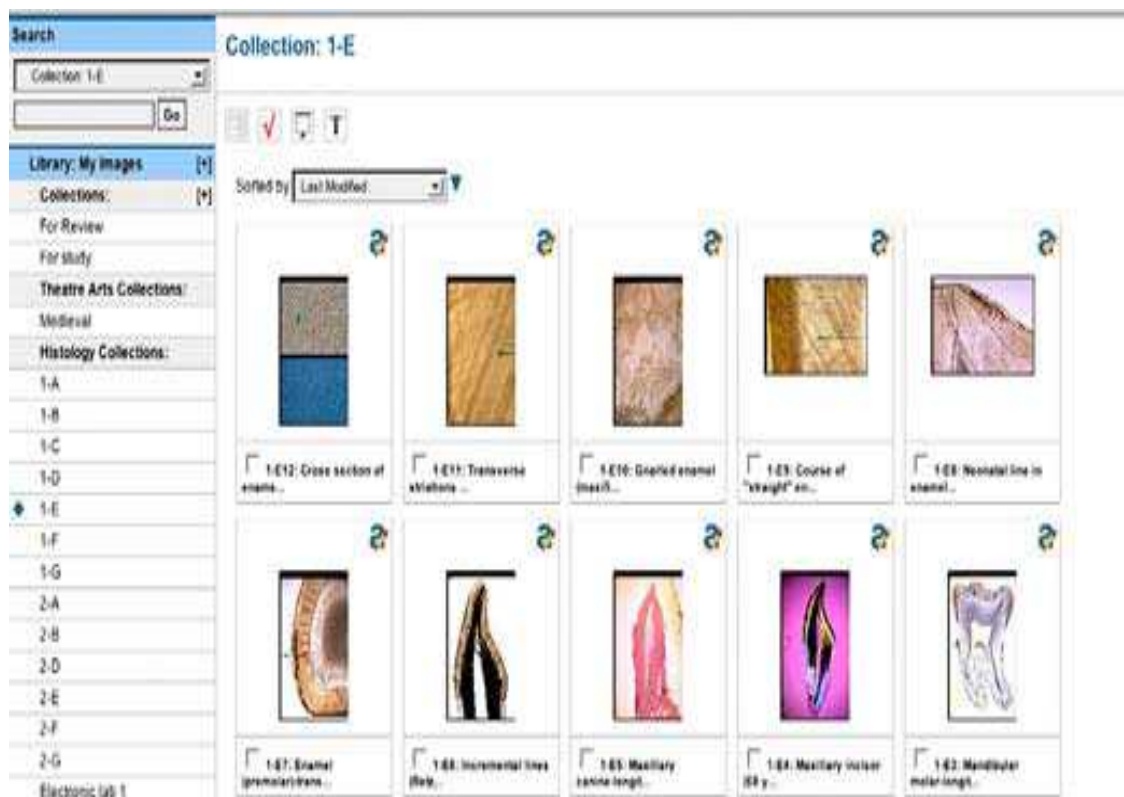 Search
Collection: 1-E
Go
Library: My Images [+]
Collections: [+]
For Review
For study
Theatre Arts Collections:
Medieval
Histology Collections:
1-A
1-B
1-C
1-D
1-E
1-F
1-G
2-A
2-B
2-D
2-E
2-F
2-G
Electronic lab 1
Collection: 1-E
T
Sorted by Last Modified
1-E12: Cross section of
ename...
1-E11: Transverse
striations ...
1-E10: Gnarled enamel
(maxill...
1-E9: Course of
"straight" en...
1-E8: Neonatal line in
enamel...
1-E7: Enamel
(premolar)trans...
1-E6: Incremental lines
1-E5: Maxillary
canine-longit...
1-E4: Maxillary incisor
1-E3: Mandibular
molar-longit...